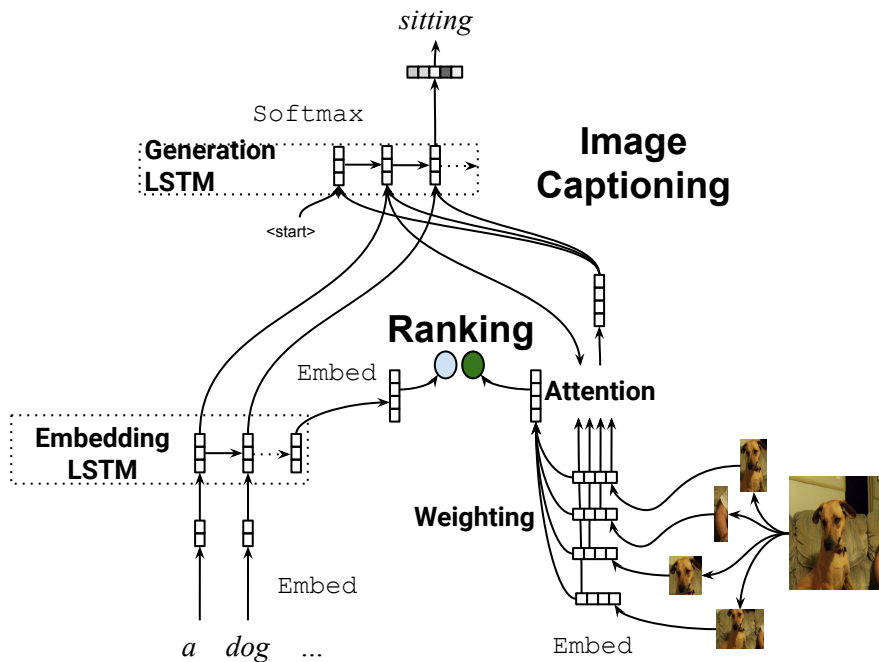 sitting
Softmax
Generation
LSTM
Image
Captioning
<start>
Ranking
Embed
Attention
Embedding
LSTM
Weighting
Embed
a dog ...
Embed